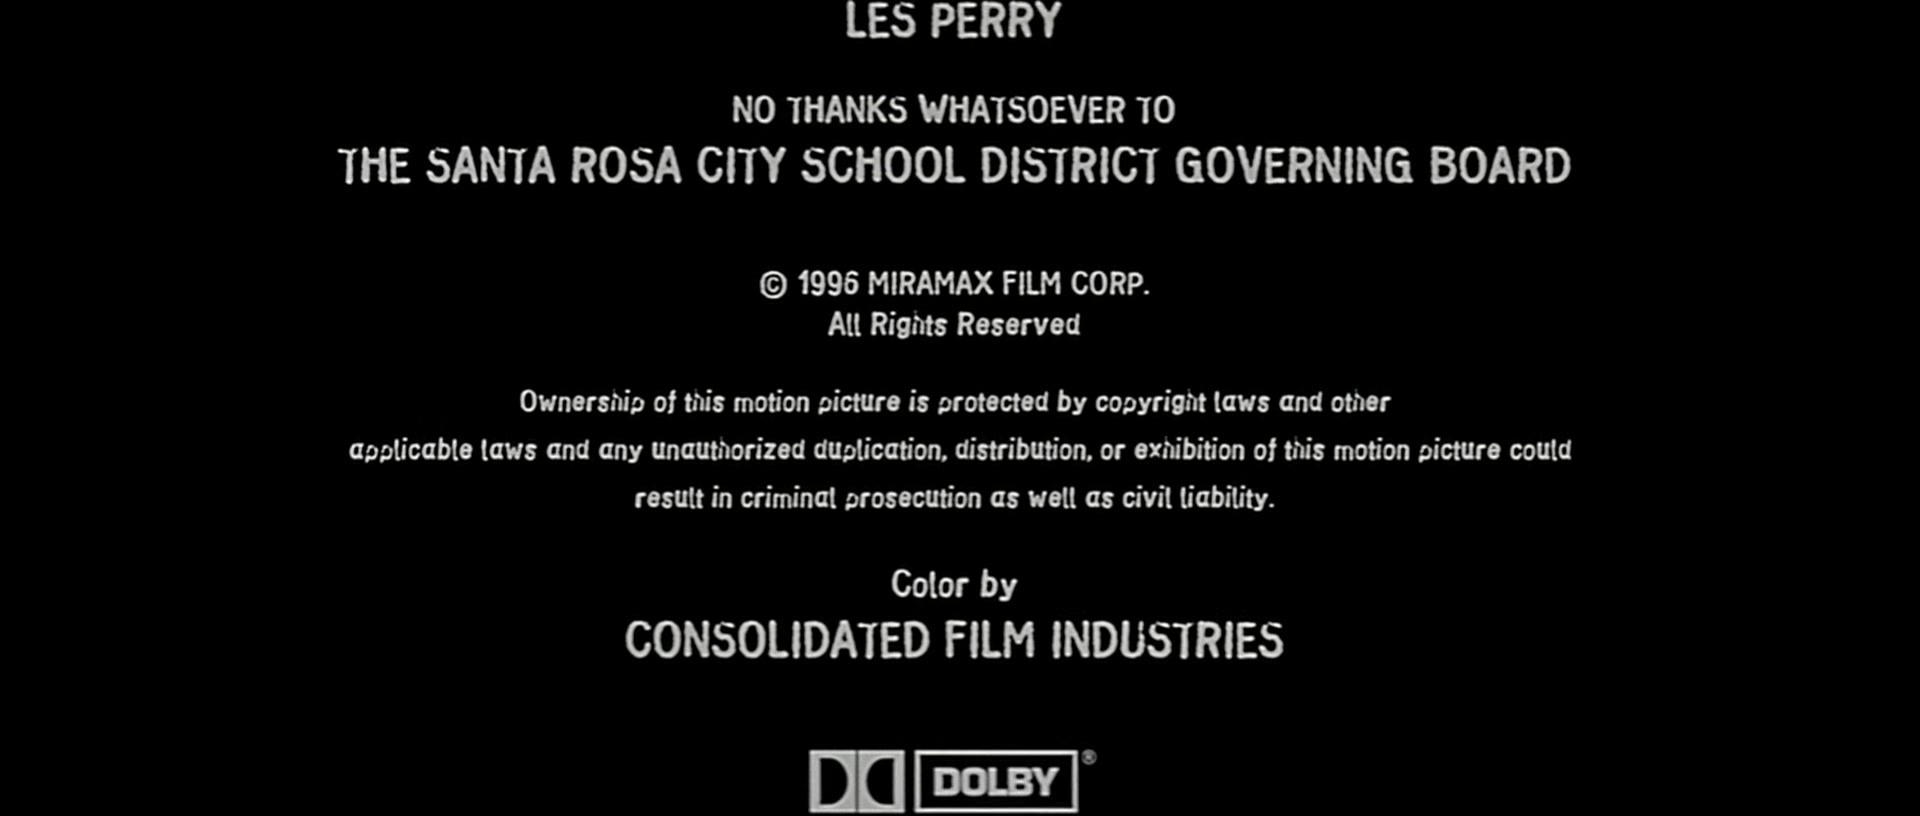 LES PERRY
NO THANKS WHATSOEVER TO
THE SANTA ROSA CITY SCHOOL DISTRICT GOVERNING BOARD
© 1996 MIRAMAX FILM CORP.
All Rights Reserved
Ownership of this motion picture is protected by copyright laws and other
applicable laws and any unauthorized duplication, distribution, or exhibition of this motion picture could
result in criminal prosecution as well as civil liability.
Color by
CONSOLIDATED FILM INDUSTRIES
DOLBY®